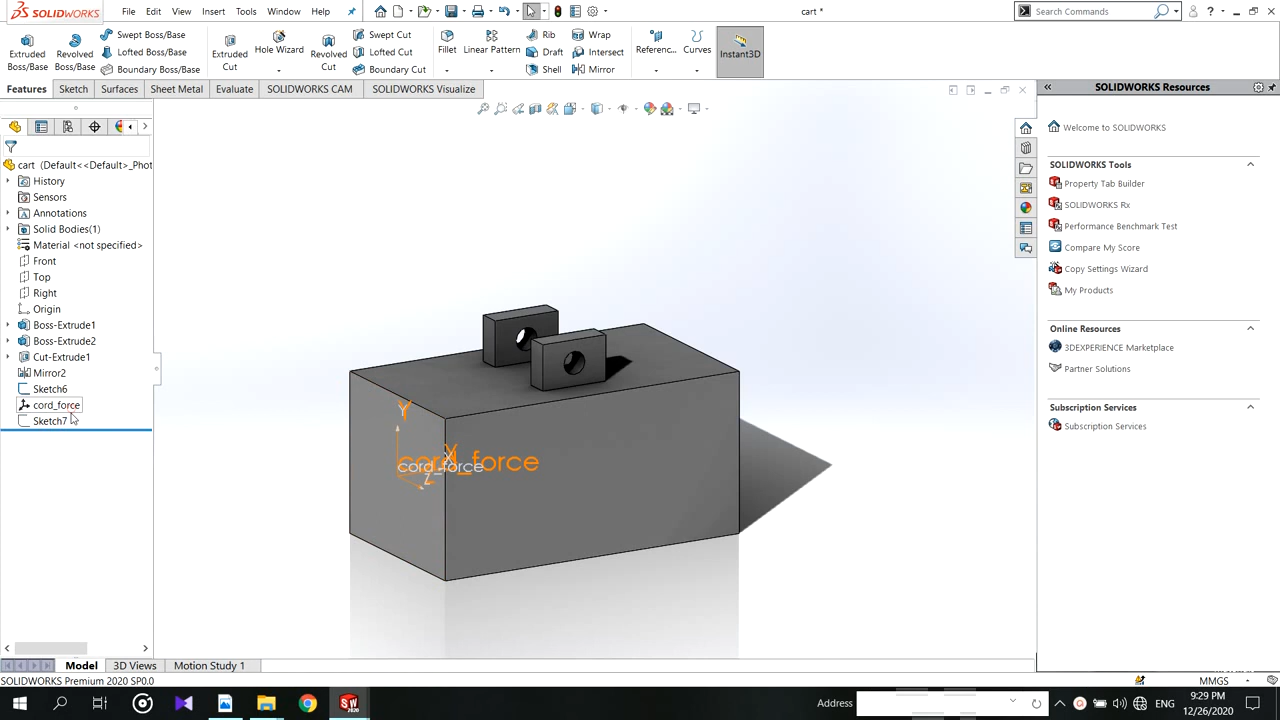 SOLIDWORKS File Edit View Insert Tools Window Help cart * Search Commands
Extruded Boss/Base
Revolved Boss/Base
Swept Boss/Base
Lofted Boss/Base
Boundary Boss/Base
Extruded Cut
Hole Wizard
Revolved Cut
Swept Cut
Lofted Cut
Boundary Cut
Fillet
Linear Pattern
Rib
Draft
Shell
Wrap
Intersect
Mirror
Referenc...
Curves
Instant3D
Features Sketch Surfaces Sheet Metal Evaluate SOLIDWORKS CAM SOLIDWORKS Visualize
cart (Default<<Default>_Phot
History
Sensors
Annotations
Solid Bodies(1)
Material <not specified>
Front
Top
Right
Origin
Boss-Extrude1
Boss-Extrude2
Cut-Extrude1
Mirror2
Sketch6
cord_force
Sketch7
Y
cord_force
cord_force
Z
SOLIDWORKS Resources
Welcome to SOLIDWORKS
SOLIDWORKS Tools
Property Tab Builder
SOLIDWORKS Rx
Performance Benchmark Test
Compare My Score
Copy Settings Wizard
My Products
Online Resources
3DEXPERIENCE Marketplace
Partner Solutions
Subscription Services
Subscription Services
Model 3D Views Motion Study 1
SOLIDWORKS Premium 2020 SP0.0 MMGS
Address ENG 9:29 PM
12/26/2020